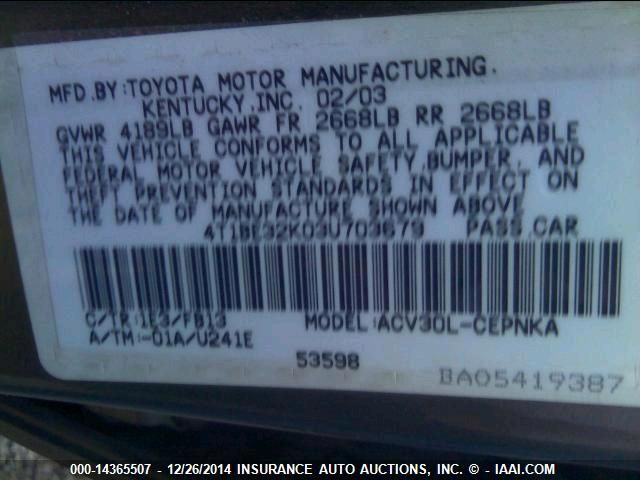 MFD.BY:TOYOTA MOTOR MANUFACTURING.
KENTUCKY,INC. 02/03
GVWR 4189LB GAWR FR 2668LB RR 2668LB
THIS VEHICLE CONFORMS TO ALL APPLICABLE
FEDERAL MOTOR VEHICLE SAFETY,BUMPER, AND
THEFT PREVENTION STANDARDS IN EFFECT ON
THE DATE OF MANUFACTURE SHOWN ABOVE
4T1BE32K03U703679 PASS.CAR
C/TR:1E3/FB13 MODEL:ACV30L-CEPNKA
A/TM:-01A/U241E
53598
BA05419387
000-14365507 - 12/26/2014 INSURANCE AUTO AUCTIONS, INC. - © IAAI.COM